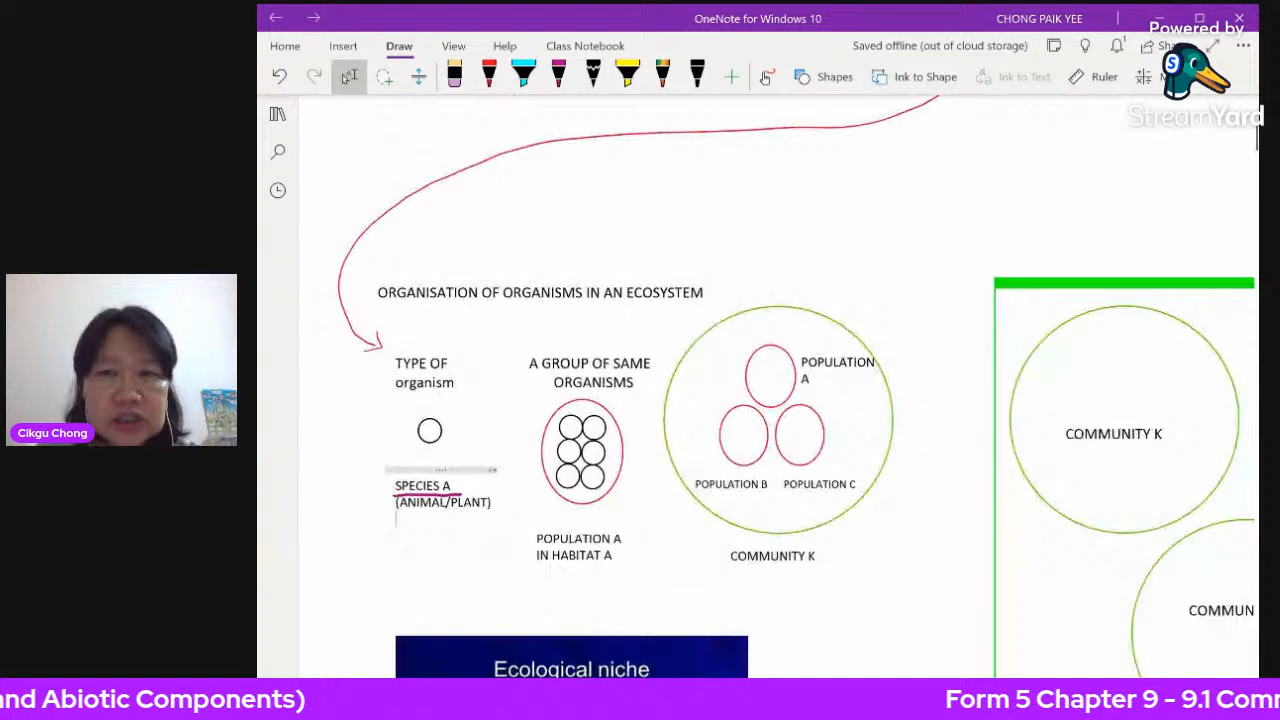 OneNote for Windows 10
CHONG PAIK YEE
Powered by
Home
Insert
Draw
View
Help
Class Notebook
Saved offline (out of cloud storage)
1
Shapes
Ink to Shape
Ink to Text
Ruler
StreamYard
ORGANISATION OF ORGANISMS IN AN ECOSYSTEM
TYPE OF
organism
SPECIES A
(ANIMAL/PLANT)
A GROUP OF SAME
ORGANISMS
POPULATION A
IN HABITAT A
POPULATION
A
POPULATION B
POPULATION C
COMMUNITY K
COMMUNITY K
COMMUN
Cikgu Chong
Ecological niche
and Abiotic Components)
Form 5 Chapter 9 - 9.1 Comm